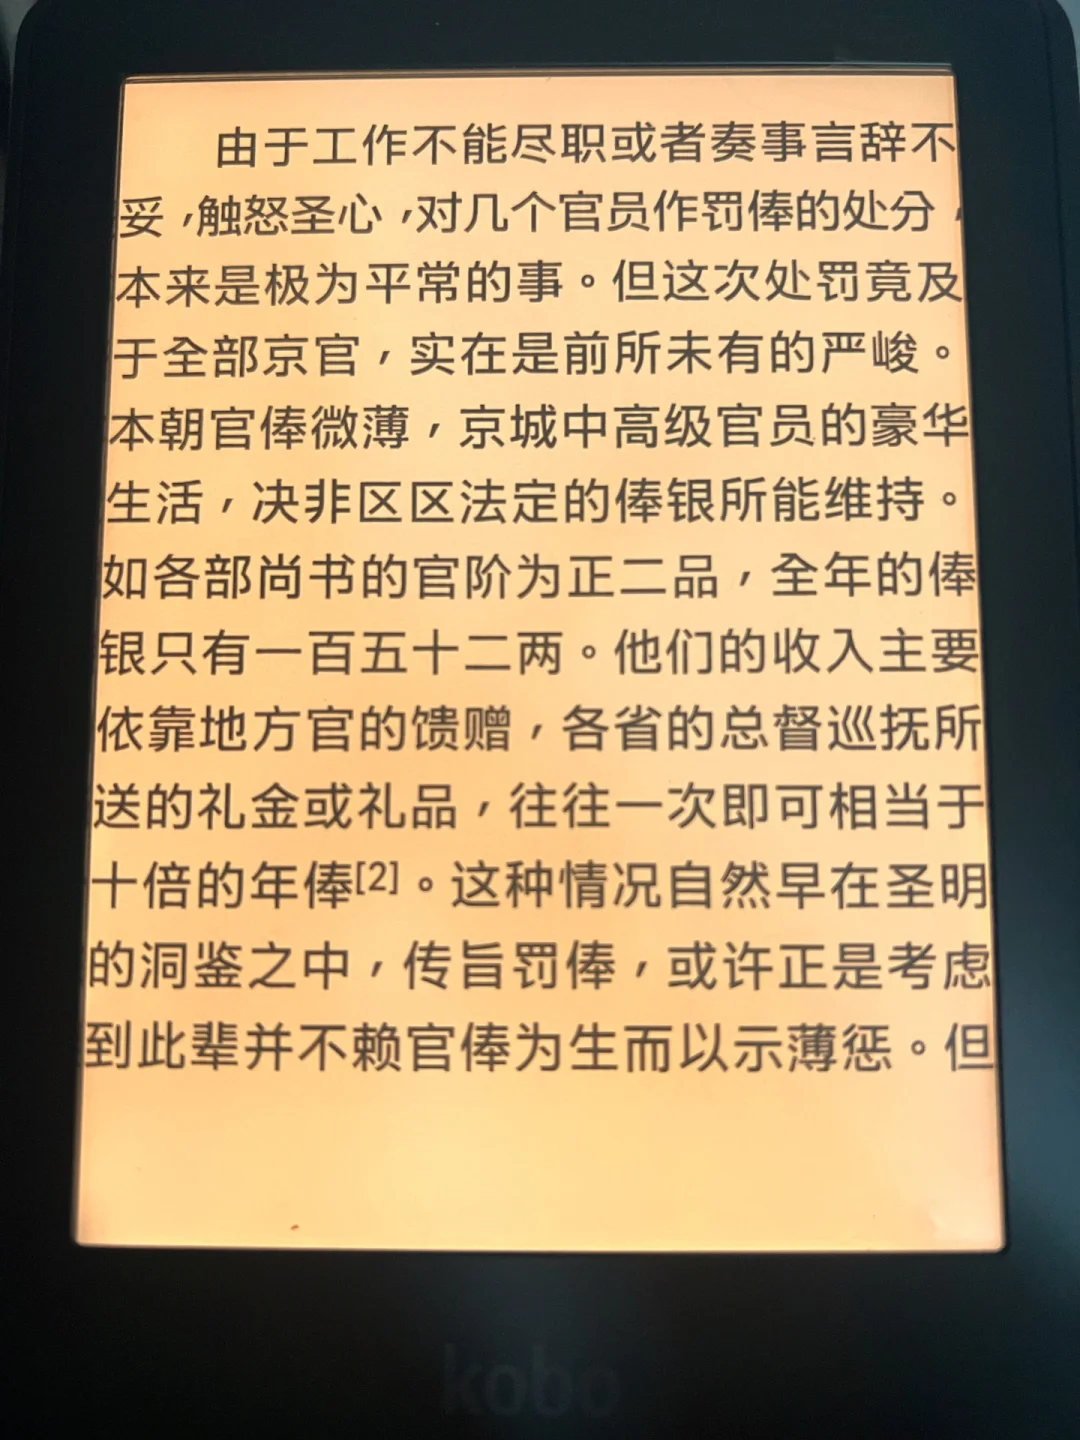 由于工作不能尽职或者奏事言辞不
妥，触怒圣心，对几个官员作罚俸的处分，
本来是极为平常的事。但这次处罚竟及
于全部京官，实在是前所未有的严峻。
本朝官俸微薄，京城中高级官员的豪华
生活，决非区区法定的俸银所能维持。
如各部尚书的官阶为正二品，全年的俸
银只有一百五十二两。他们的收入主要
依靠地方官的馈赠，各省的总督巡抚所
送的礼金或礼品，往往一次即可相当于
十倍的年俸[2]。这种情况自然早在圣明
的洞鉴之中，传旨罚俸，或许正是考虑
到此辈并不赖官俸为生而以示薄惩。但
kobo